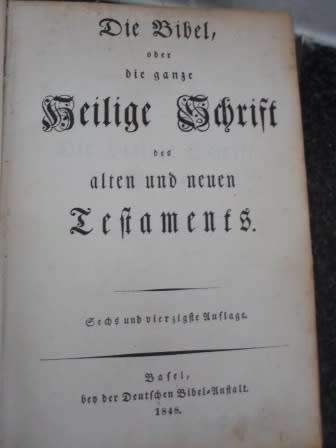 Die Bibel,
oder
die ganze
Heilige Schrift
des
alten und neuen
Testaments.
Sechs und vierzigste Auflage.
Basel,
bey der Deutschen Bibel-Anstalt.
1848.